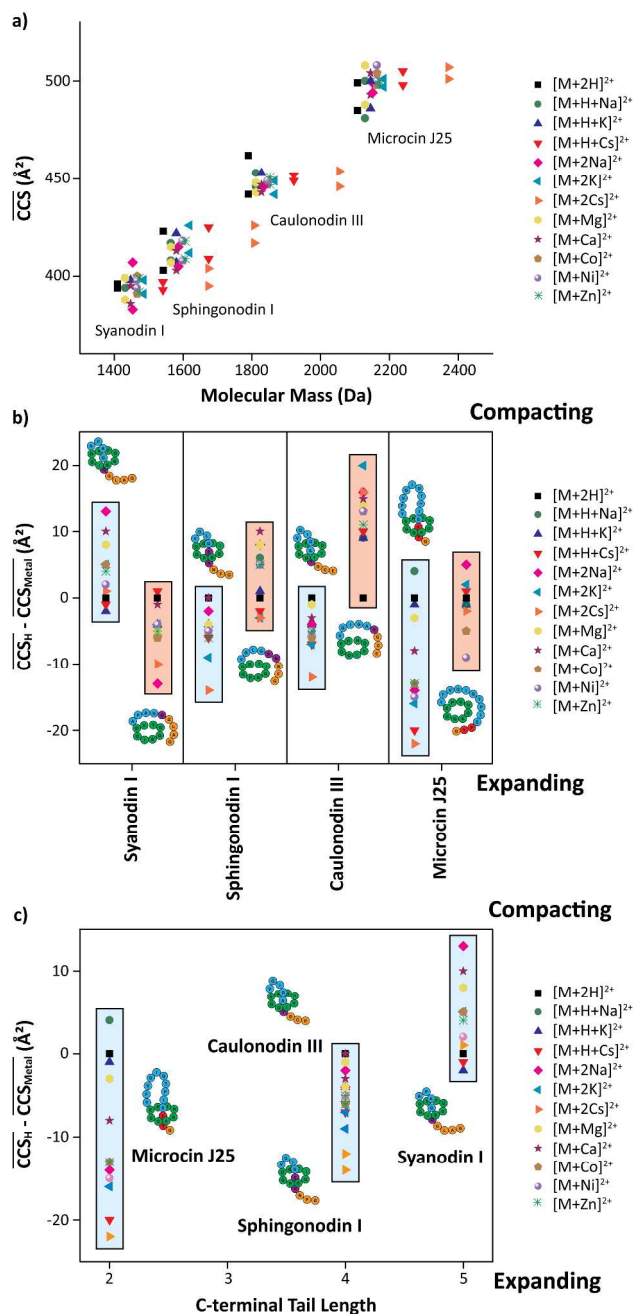 a)
500
450
400
CCS (Å²)
Microcin J25
Caulonodin III
Sphingonodin I
Syanodin I
1400 1600 1800 2000 2200 2400
Molecular Mass (Da)
[M+2H]²⁺
[M+H+Na]²⁺
[M+H+K]²⁺
[M+H+Cs]²⁺
[M+2Na]²⁺
[M+2K]²⁺
[M+2Cs]²⁺
[M+Mg]²⁺
[M+Ca]²⁺
[M+Co]²⁺
[M+Ni]²⁺
[M+Zn]²⁺
Compacting
b)
20
10
0
-10
-20
CCS_H - CCS_Metal (Å²)
Syanodin I
Sphingonodin I
Caulonodin III
Microcin J25
[M+2H]²⁺
[M+H+Na]²⁺
[M+H+K]²⁺
[M+H+Cs]²⁺
[M+2Na]²⁺
[M+2K]²⁺
[M+2Cs]²⁺
[M+Mg]²⁺
[M+Ca]²⁺
[M+Co]²⁺
[M+Ni]²⁺
[M+Zn]²⁺
Expanding
Compacting
c)
10
0
-10
-20
CCS_H - CCS_Metal (Å²)
Caulonodin III
Microcin J25
Syanodin I
Sphingonodin I
2 3 4 5
C-terminal Tail Length
[M+2H]²⁺
[M+H+Na]²⁺
[M+H+K]²⁺
[M+H+Cs]²⁺
[M+2Na]²⁺
[M+2K]²⁺
[M+2Cs]²⁺
[M+Mg]²⁺
[M+Ca]²⁺
[M+Co]²⁺
[M+Ni]²⁺
[M+Zn]²⁺
Expanding